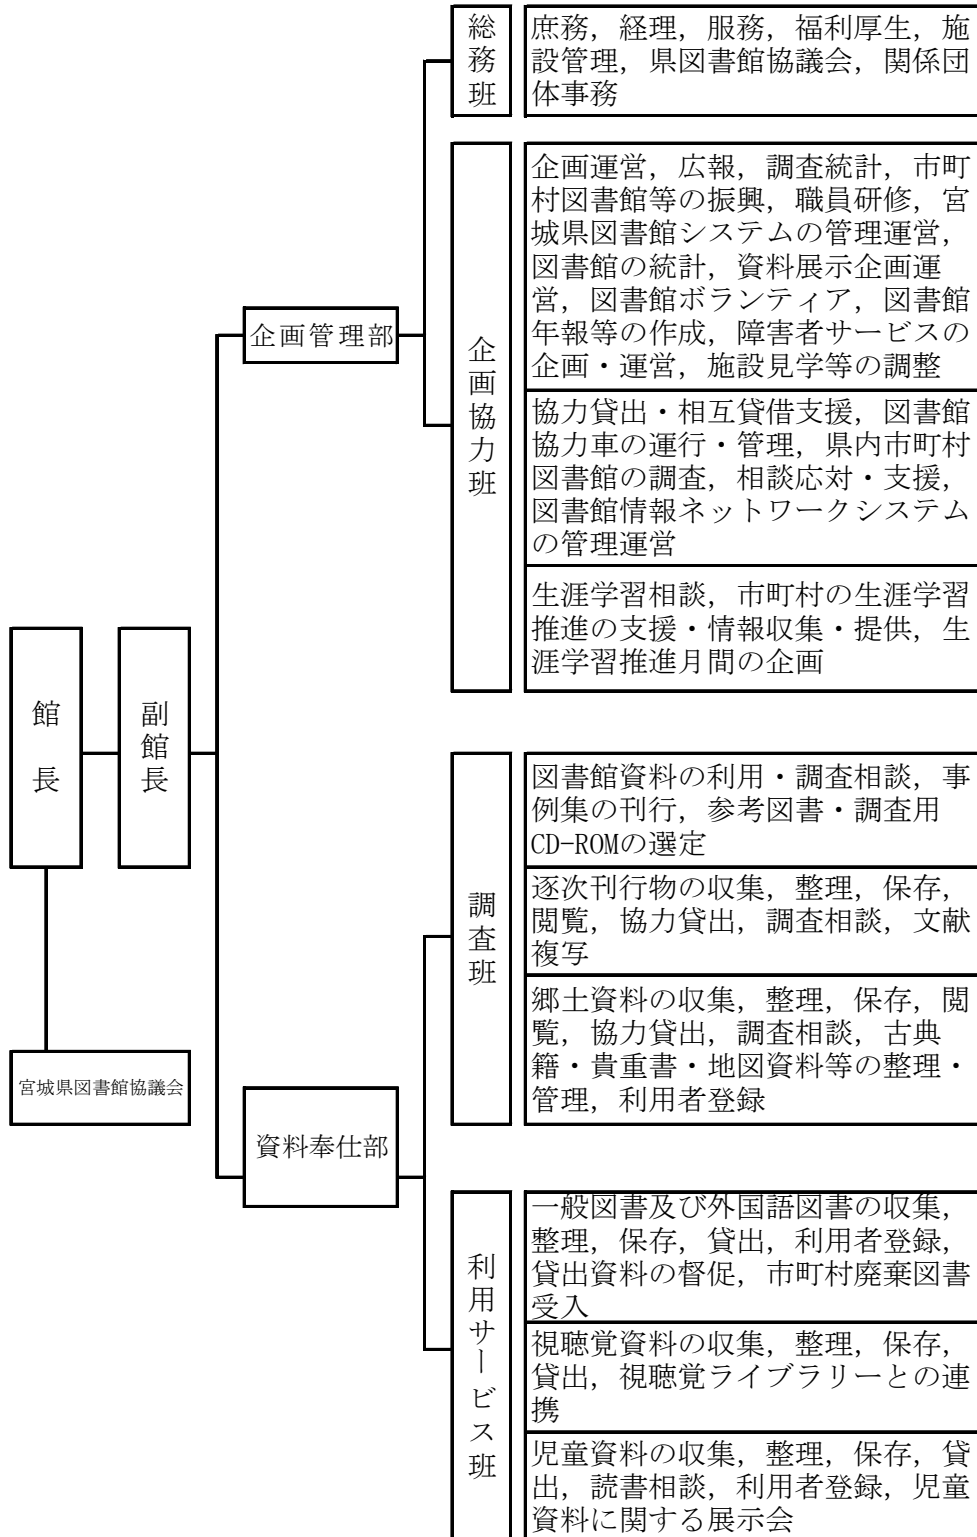 総務班
庶務，経理，服務，福利厚生，施
設管理，県図書館協議会，関係団
体事務
企画管理部
企画協力班
企画運営，広報，調査統計，市町
村図書館等の振興，職員研修，宮
城県図書館システムの管理運営，
図書館の統計，資料展示企画運
営，図書館ボランティア，図書館
年報等の作成，障害者サービスの
企画・運営，施設見学等の調整
協力貸出・相互貸借支援，図書館
協力車の運行・管理，県内市町村
図書館の調査，相談応対・支援，
図書館情報ネットワークシステム
の管理運営
生涯学習相談，市町村の生涯学習
推進の支援・情報収集・提供，生
涯学習推進月間の企画
館長
副館長
調査班
図書館資料の利用・調査相談，事
例集の刊行，参考図書・調査用
CD-ROMの選定
逐次刊行物の収集，整理，保存，
閲覧，協力貸出，調査相談，文献
複写
郷土資料の収集，整理，保存，閲
覧，協力貸出，調査相談，古典
籍・貴重書・地図資料等の整理・
管理，利用者登録
宮城県図書館協議会
資料奉仕部
利用サービス班
一般図書及び外国語図書の収集，
整理，保存，貸出，利用者登録，
貸出資料の督促，市町村廃棄図書
受入
視聴覚資料の収集，整理，保存，
貸出，視聴覚ライブラリーとの連
携
児童資料の収集，整理，保存，貸
出，読書相談，利用者登録，児童
資料に関する展示会